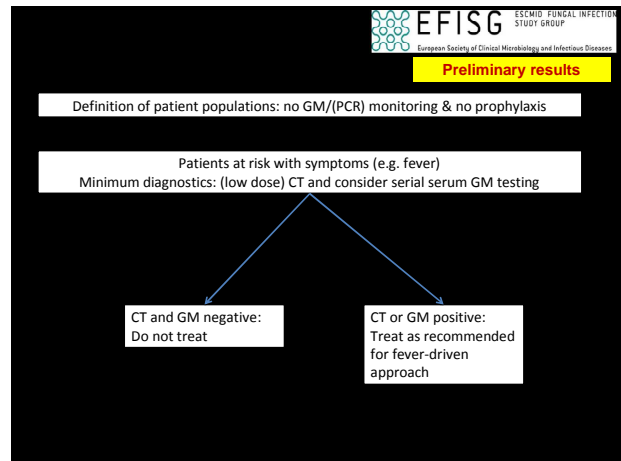 EFISG
ESCMID FUNGAL INFECTION
STUDY GROUP
European Society of Clinical Microbiology and Infectious Diseases
Preliminary results
Definition of patient populations: no GM/(PCR) monitoring & no prophylaxis
Patients at risk with symptoms (e.g. fever)
Minimum diagnostics: (low dose) CT and consider serial serum GM testing
CT and GM negative:
Do not treat
CT or GM positive:
Treat as recommended
for fever-driven
approach